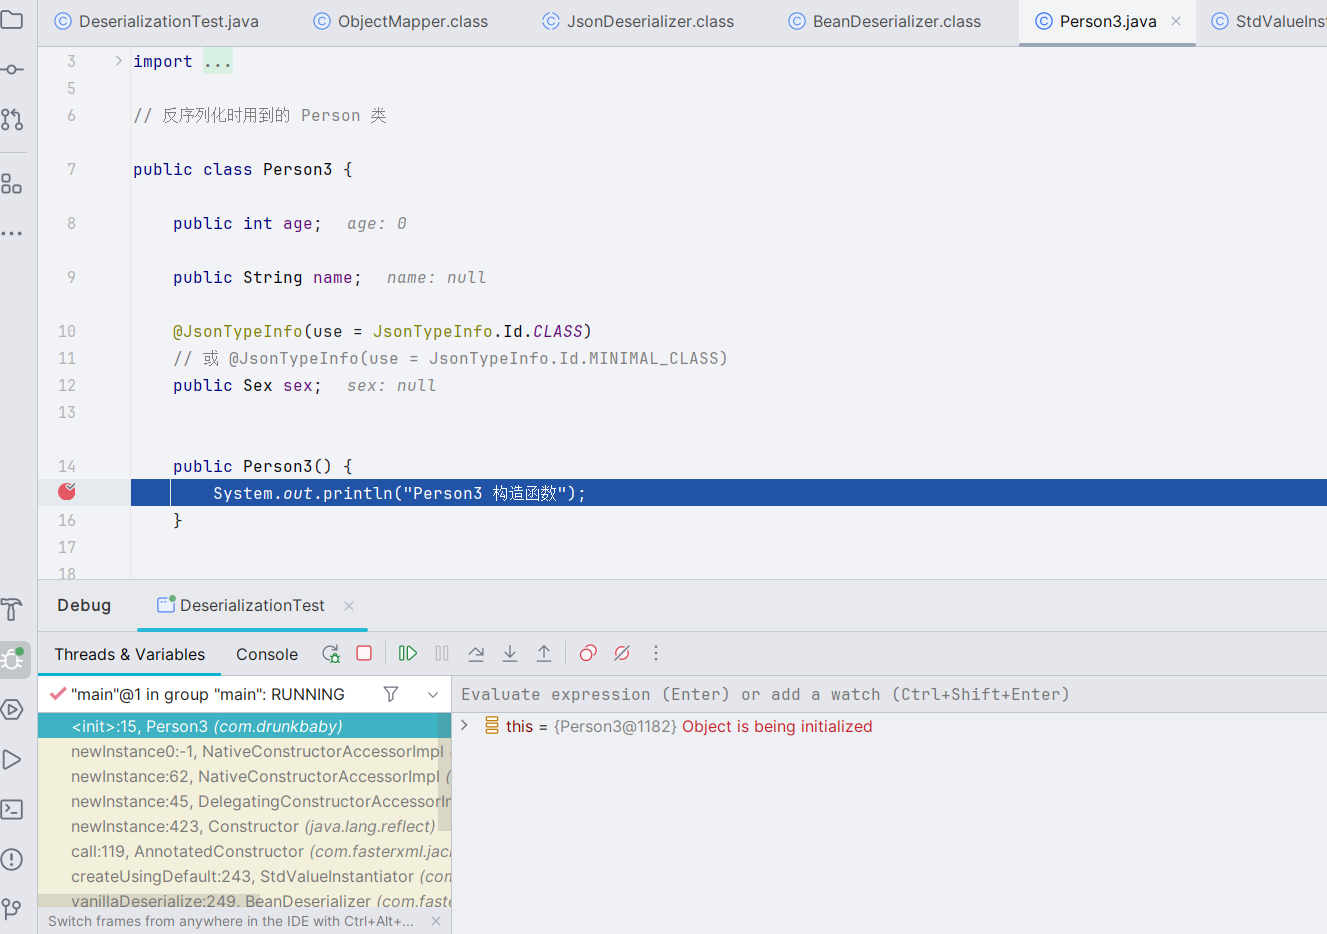 DeserializationTest.java
ObjectMapper.class
JsonDeserializer.class
BeanDeserializer.class
Person3.java
StdValueInst
3 import ...
5
6 // 反序列化时用到的 Person 类
7 public class Person3 {
8 public int age; age: 0
9 public String name; name: null
10 @JsonTypeInfo(use = JsonTypeInfo.Id.CLASS)
11 // 或 @JsonTypeInfo(use = JsonTypeInfo.Id.MINIMAL_CLASS)
12 public Sex sex; sex: null
13
14 public Person3() {
System.out.println("Person3 构造函数");
16 }
17
18
Debug
DeserializationTest
Threads & Variables
Console
"main"@1 in group "main": RUNNING
Evaluate expression (Enter) or add a watch (Ctrl+Shift+Enter)
<init>:15, Person3 (com.drunkbaby)
this = {Person3@1182} Object is being initialized
newInstance0:-1, NativeConstructorAccessorImpl
newInstance:62, NativeConstructorAccessorImpl (
newInstance:45, DelegatingConstructorAccessorIm
newInstance:423, Constructor (java.lang.reflect)
call:119, AnnotatedConstructor (com.fasterxml.jac
createUsingDefault:243, StdValueInstantiator (con
vanillaDeserialize:249, BeanDeserializer (com.faste
Switch frames from anywhere in the IDE with Ctrl+Alt+...